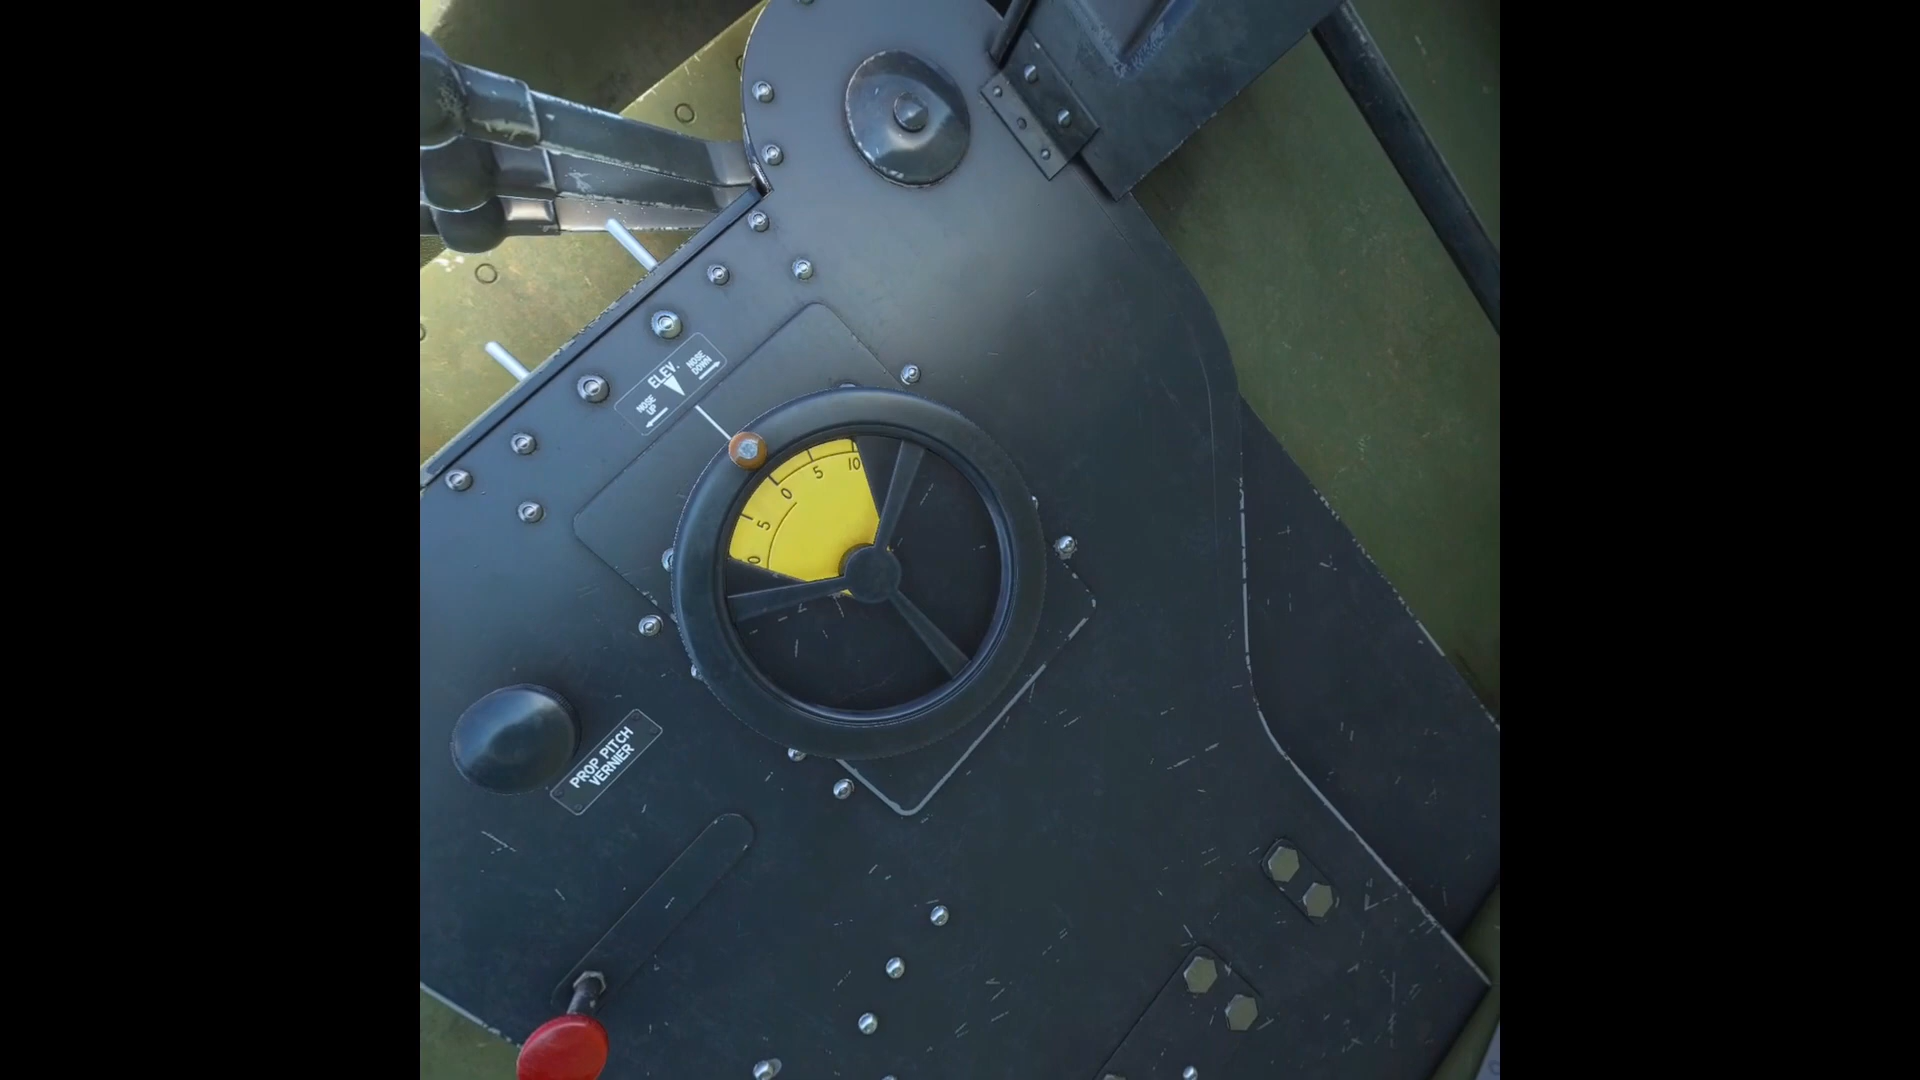 ELEV.
NOSE
DOWN
NOSE
UP
10
5
0
5
0
PROP PITCH
VERNIER